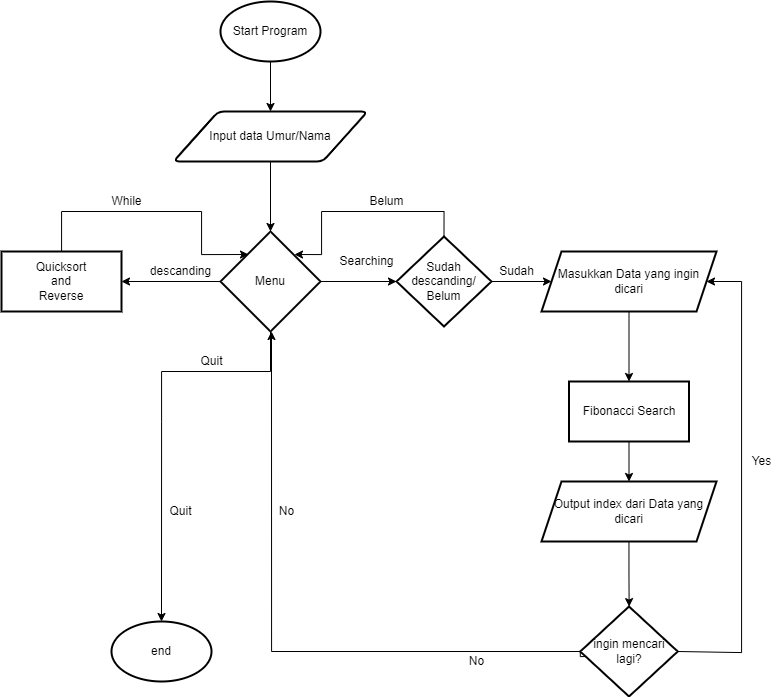 Start Program
Input data Umur/Nama
While
Belum
Quicksort
and
Reverse
descanding
Menu
Searching
Sudah
descanding/
Belum
Sudah
Masukkan Data yang ingin
dicari
Quit
Fibonacci Search
Yes
Quit
No
Output index dari Data yang
dicari
end
No
ingin mencari
lagi?